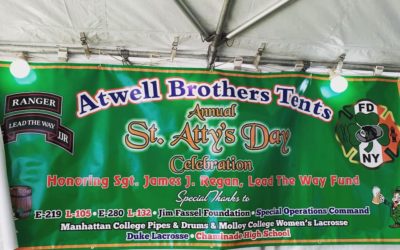 RANGER
LEAD THE WAY
JJR
Atwell Brothers Tents
Annual
St. Atty's Day
Celebration
Honoring Sgt. James J. Regan, Lead The Way Fund
Special Thanks to
E-219 · L-105 · E-280 · L-132 · Jim Fassel Foundation · Special Operations Command
Manhattan College Pipes & Drums & Molloy College Women's Lacrosse
Duke Lacrosse · Chaminade High School
FD
NY